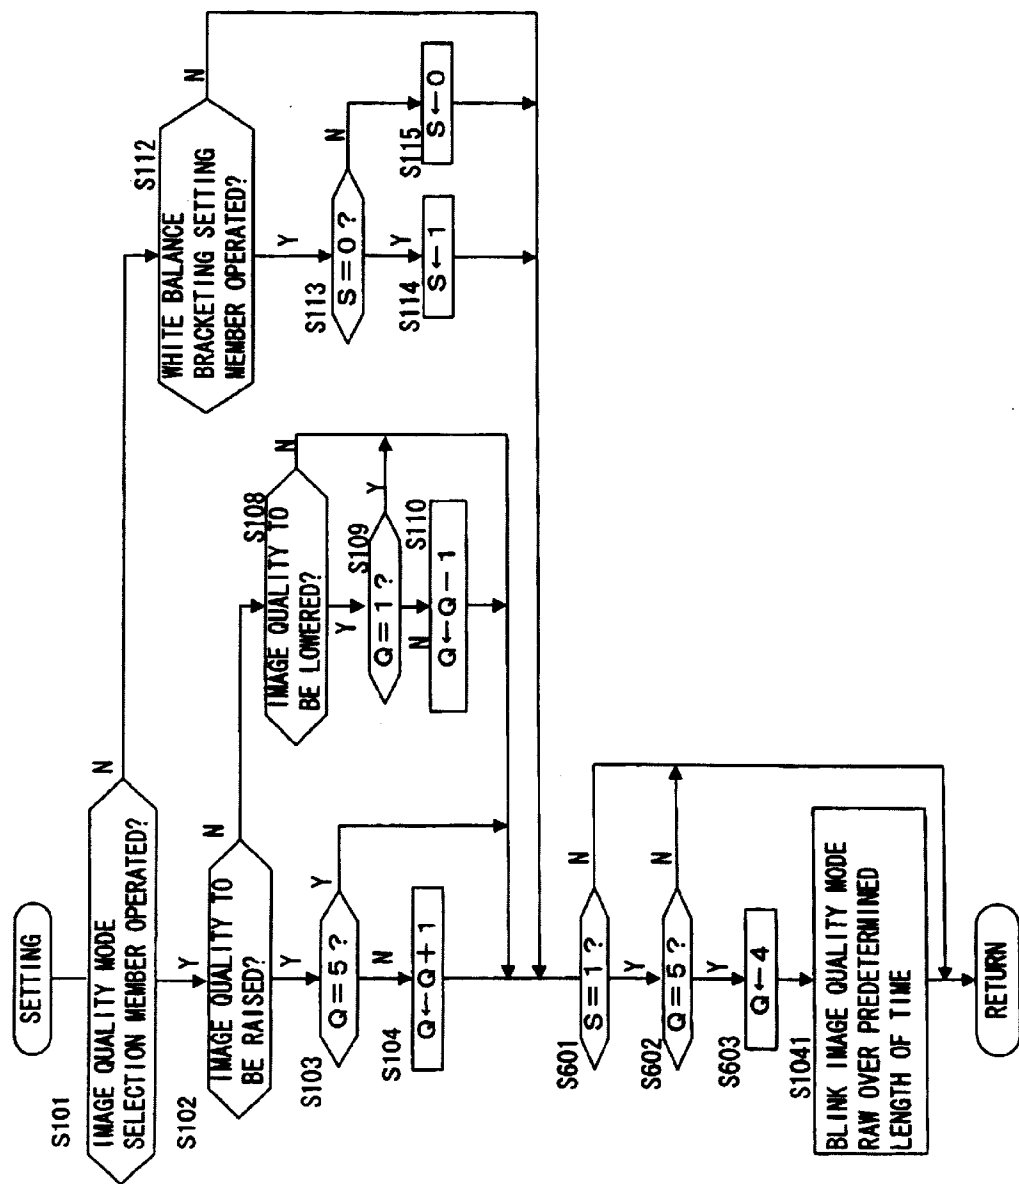 SETTING
S101
IMAGE QUALITY MODE
SELECTION MEMBER OPERATED?
N
Y
S102
IMAGE QUALITY TO
BE RAISED?
N
Y
S103
Q=5?
Y
N
S104
Q←Q+1
S108
IMAGE QUALITY TO
BE LOWERED?
N
Y
S109
Q=1?
Y
N
S110
Q←Q-1
S112
WHITE BALANCE
BRACKETING SETTING
MEMBER OPERATED?
N
Y
S113
S=0?
N
Y
S114
S←1
S115
S←0
S601
S=1?
N
Y
S602
Q=5?
N
Y
S603
Q←4
S1041
BLINK IMAGE QUALITY MODE
RAW OVER PREDETERMINED
LENGTH OF TIME
RETURN